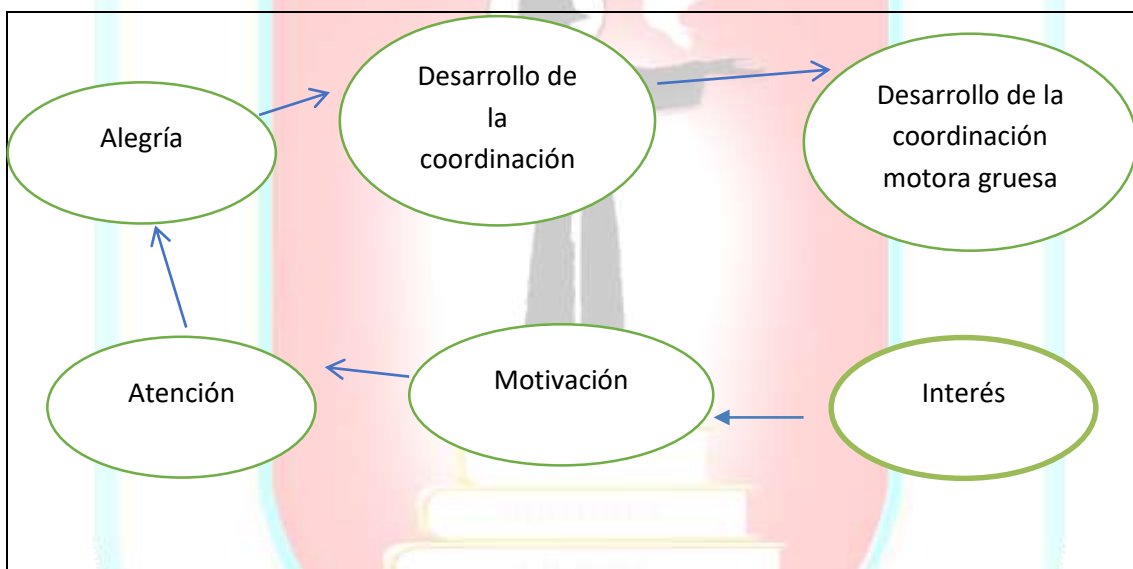 Alegría
Desarrollo de
la
coordinación
Desarrollo de la
coordinación
motora gruesa
Atención
Motivación
Interés